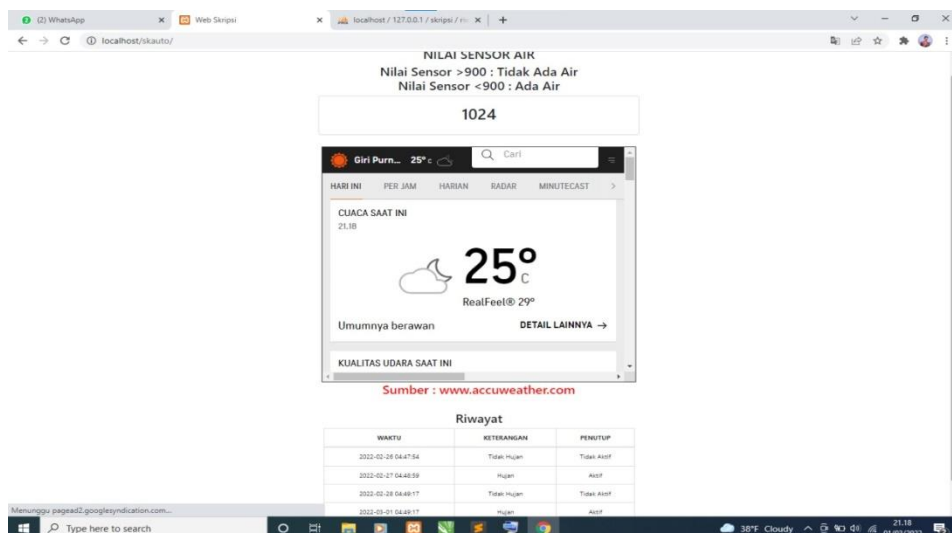 (2) WhatsApp
Web Skripsi
localhost / 127.0.0.1 / skripsi /
localhost/skauto/
NILAI SENSOR AIR
Nilai Sensor >900 : Tidak Ada Air
Nilai Sensor <900 : Ada Air
1024
Giri Purn... 25° c
Cari
HARI INI PER JAM HARIAN RADAR MINUTECAST
CUACA SAAT INI
21.18
25° C
RealFeel® 29°
Umumnya berawan
DETAIL LAINNYA →
KUALITAS UDARA SAAT INI
Sumber : www.accuweather.com
Riwayat
WAKTU KETERANGAN PENUTUP
2022-02-26 04:47:54 Tidak Hujan Tidak Aktif
2022-02-27 04:48:59 Hujan Aktif
2022-02-28 04:49:17 Tidak Hujan Tidak Aktif
2022-03-01 04:49:17 Hujan Aktif
Menunggu pagead2.googlesyndication.com...
Type here to search
38°F Cloudy
21.18
01/03/2022